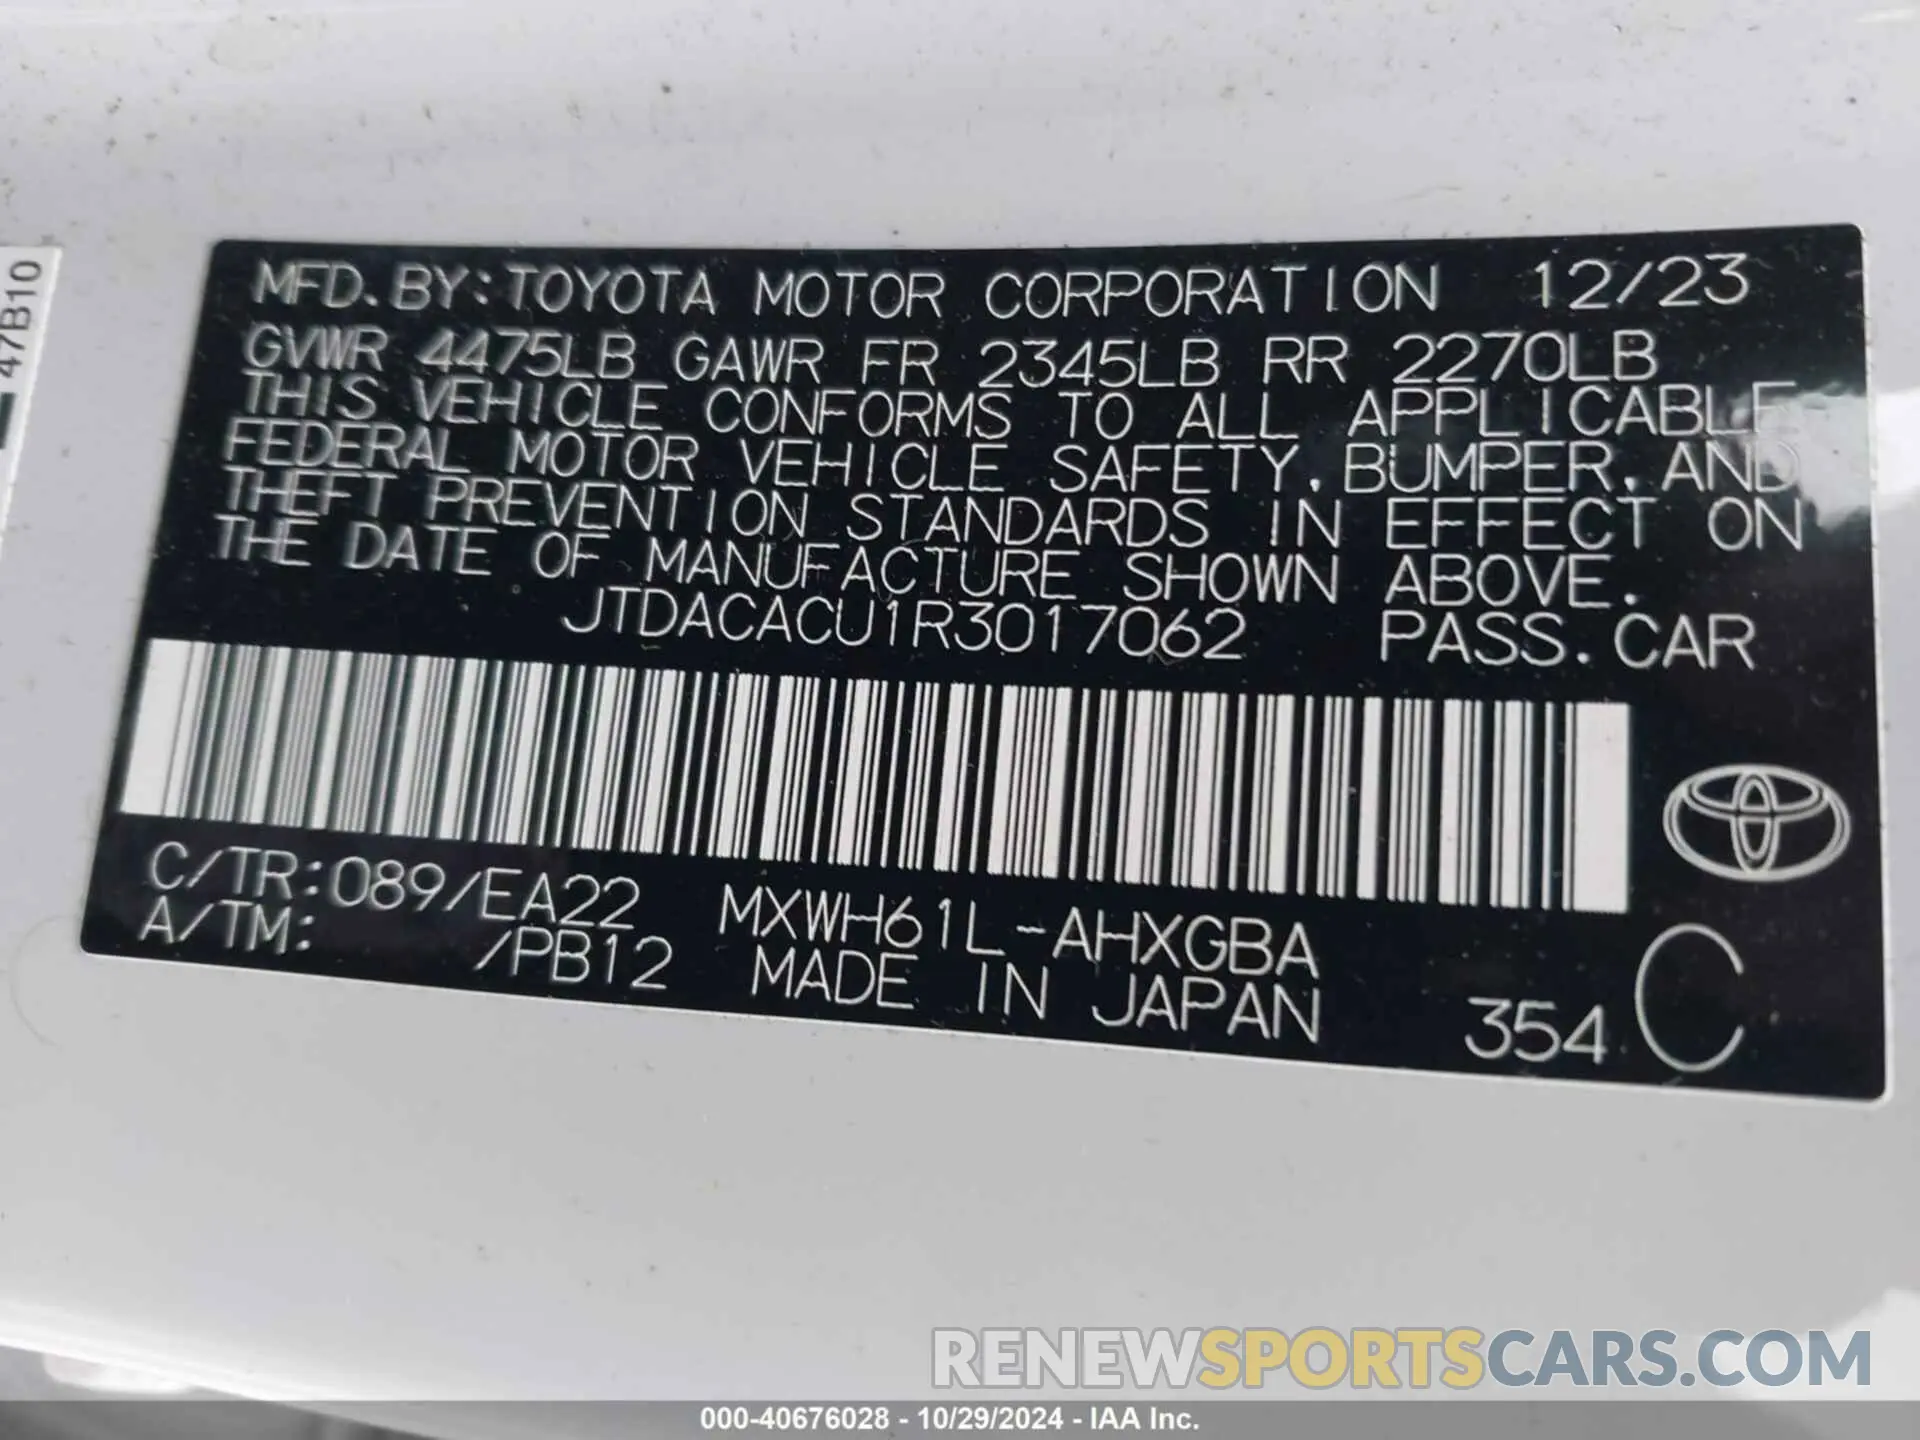 47B10
MFD. BY: TOYOTA MOTOR CORPORATION 12/23
GVWR 4475LB GAWR FR 2345LB RR 2270LB
THIS VEHICLE CONFORMS TO ALL APPLICABLE
FEDERAL MOTOR VEHICLE SAFETY, BUMPER, AND
THEFT PREVENTION STANDARDS IN EFFECT ON
THE DATE OF MANUFACTURE SHOWN ABOVE.
JTDACACU1R3017062 PASS. CAR
C/TR: 089/EA22 MXWH61L-AHXGBA
A/TM: /PB12 MADE IN JAPAN 354 C
RENEWSPORTSCARS.COM
000-40676028 - 10/29/2024 - IAA Inc.